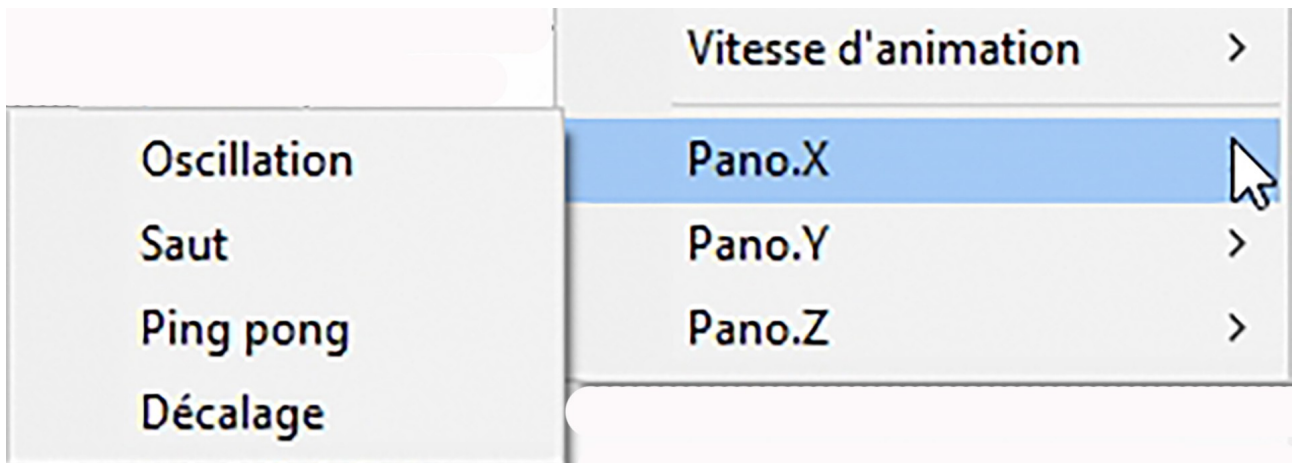 Vitesse d'animation
Pano.X
Pano.Y
Pano.Z
Oscillation
Saut
Ping pong
Décalage